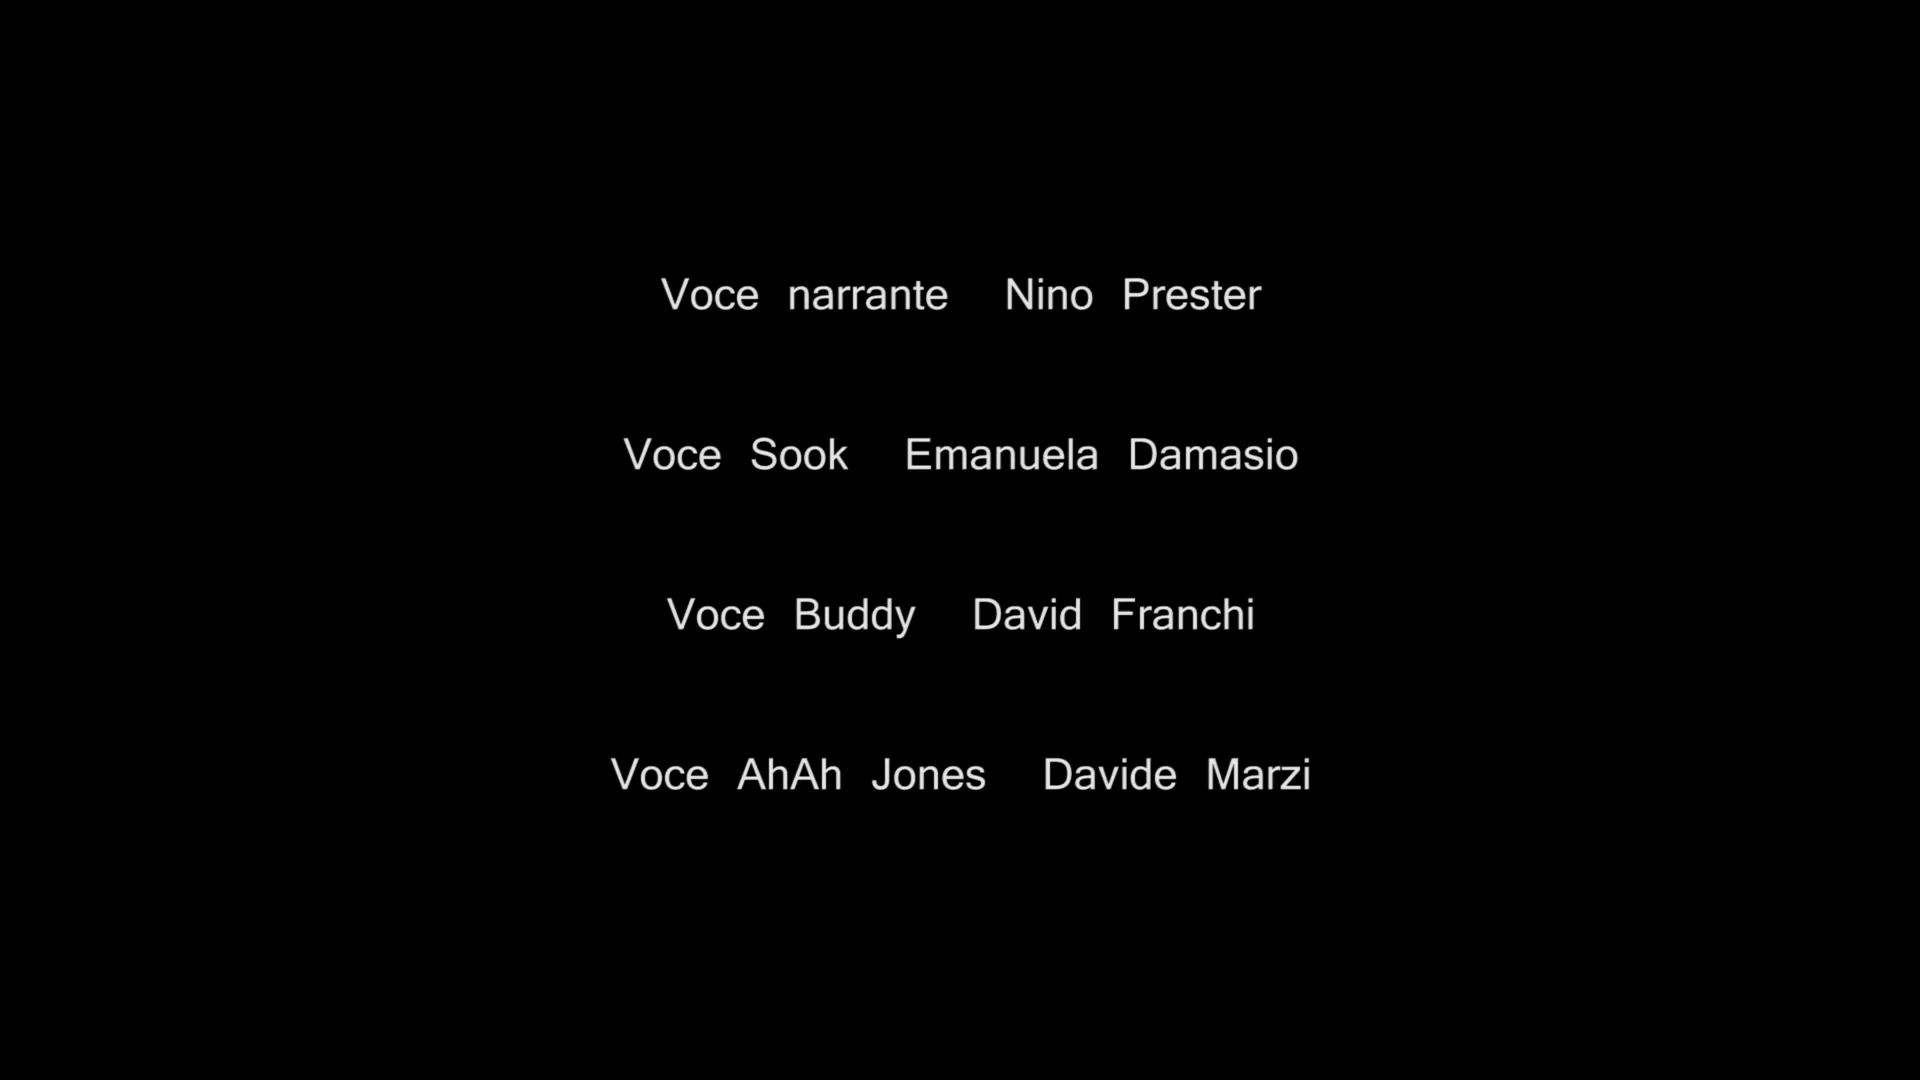 Voce narrante Nino Prester
Voce Sook Emanuela Damasio
Voce Buddy David Franchi
Voce AhAh Jones Davide Marzi